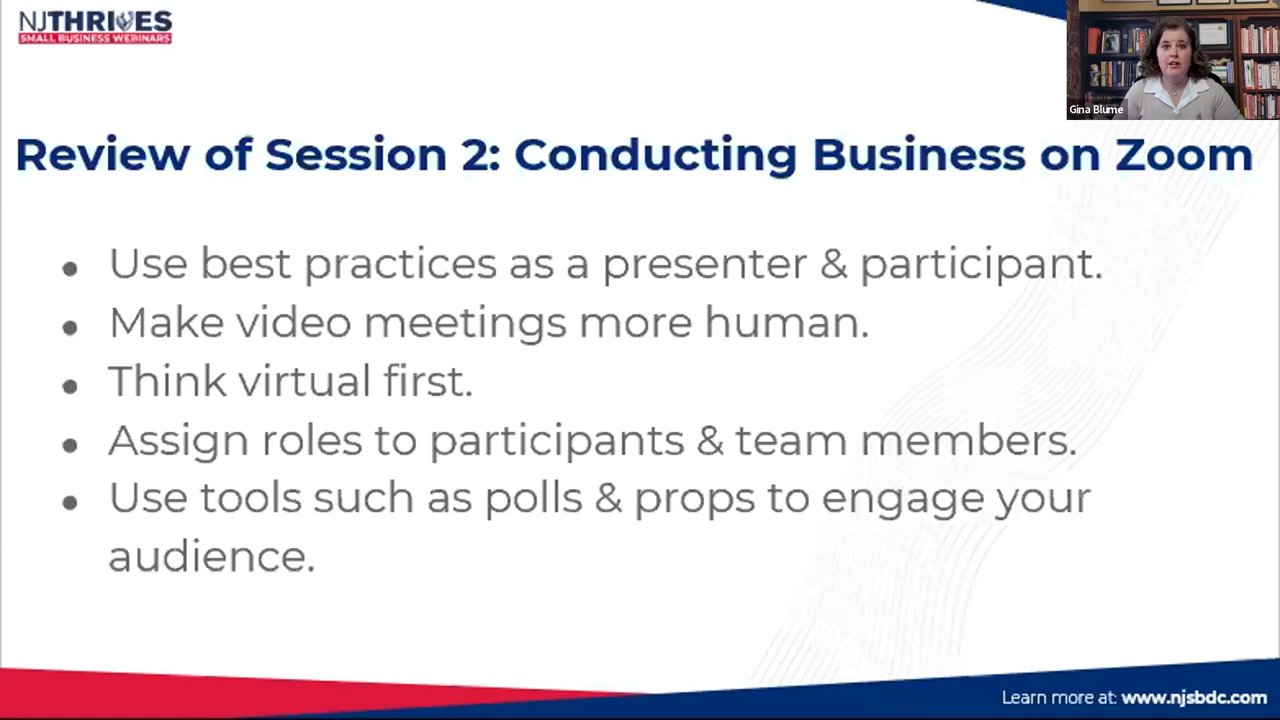 NJTHRIVES
SMALL BUSINESS WEBINARS
Gina Blume
Review of Session 2: Conducting Business on Zoom
● Use best practices as a presenter & participant.
● Make video meetings more human.
● Think virtual first.
● Assign roles to participants & team members.
● Use tools such as polls & props to engage your
audience.
Learn more at: www.njsbdc.com